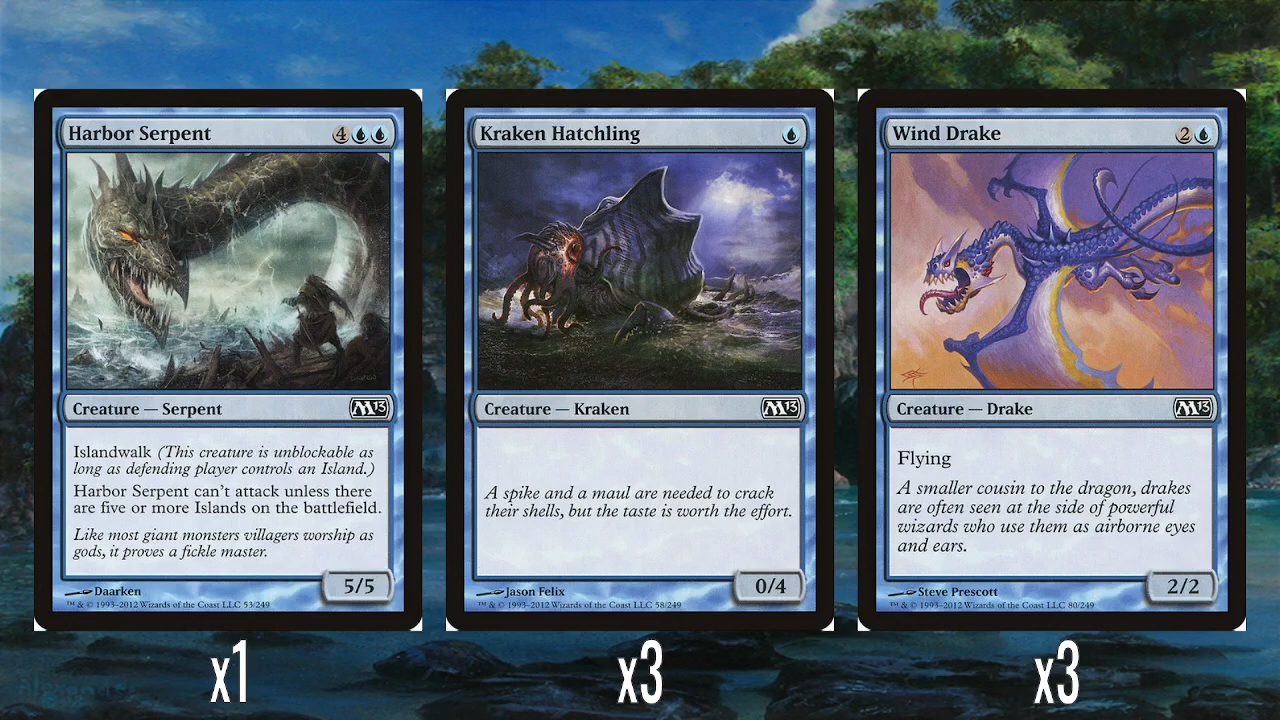 Harbor Serpent 4
Creature — Serpent M13
Islandwalk (This creature is unblockable as
long as defending player controls an Island.)
Harbor Serpent can't attack unless there
are five or more Islands on the battlefield.
Like most giant monsters villagers worship as
gods, it proves a fickle master.
5/5
Daarken
™ & © 1993–2012 Wizards of the Coast LLC 53/249
x1
Kraken Hatchling
Creature — Kraken M13
A spike and a maul are needed to crack
their shells, but the taste is worth the effort.
0/4
Jason Felix
™ & © 1993–2012 Wizards of the Coast LLC 58/249
x3
Wind Drake 2
Creature — Drake M13
Flying
A smaller cousin to the dragon, drakes
are often seen at the side of powerful
wizards who use them as airborne eyes
and ears.
2/2
Steve Prescott
™ & © 1993–2012 Wizards of the Coast LLC 80/249
x3